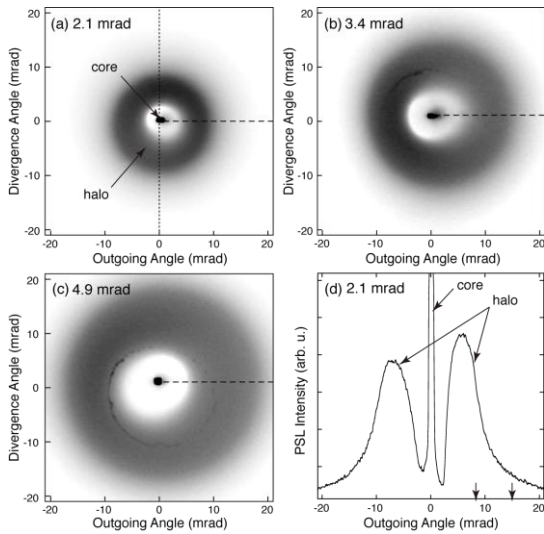 (a) 2.1 mrad
core
halo
Divergence Angle (mrad)
20
10
0
-10
-20
-20 -10 0 10 20
Outgoing Angle (mrad)
(b) 3.4 mrad
Divergence Angle (mrad)
20
10
0
-10
-20
-20 -10 0 10 20
Outgoing Angle (mrad)
(c) 4.9 mrad
Divergence Angle (mrad)
20
10
0
-10
-20
-20 -10 0 10 20
Outgoing Angle (mrad)
(d) 2.1 mrad
core
halo
PSL Intensity (arb. u.)
-20 -10 0 10 20
Outgoing Angle (mrad)